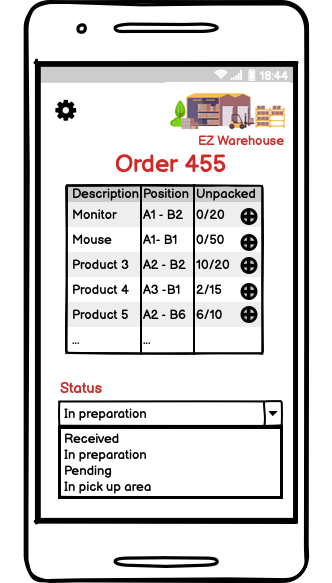 18:44
EZ Warehouse
Order 455
Description Position Unpacked
Monitor A1 - B2 0/20
Mouse A1- B1 0/50
Product 3 A2 - B2 10/20
Product 4 A3 -B1 2/15
Product 5 A2 - B6 6/10
... ...
Status
In preparation
Received
In preparation
Pending
In pick up area